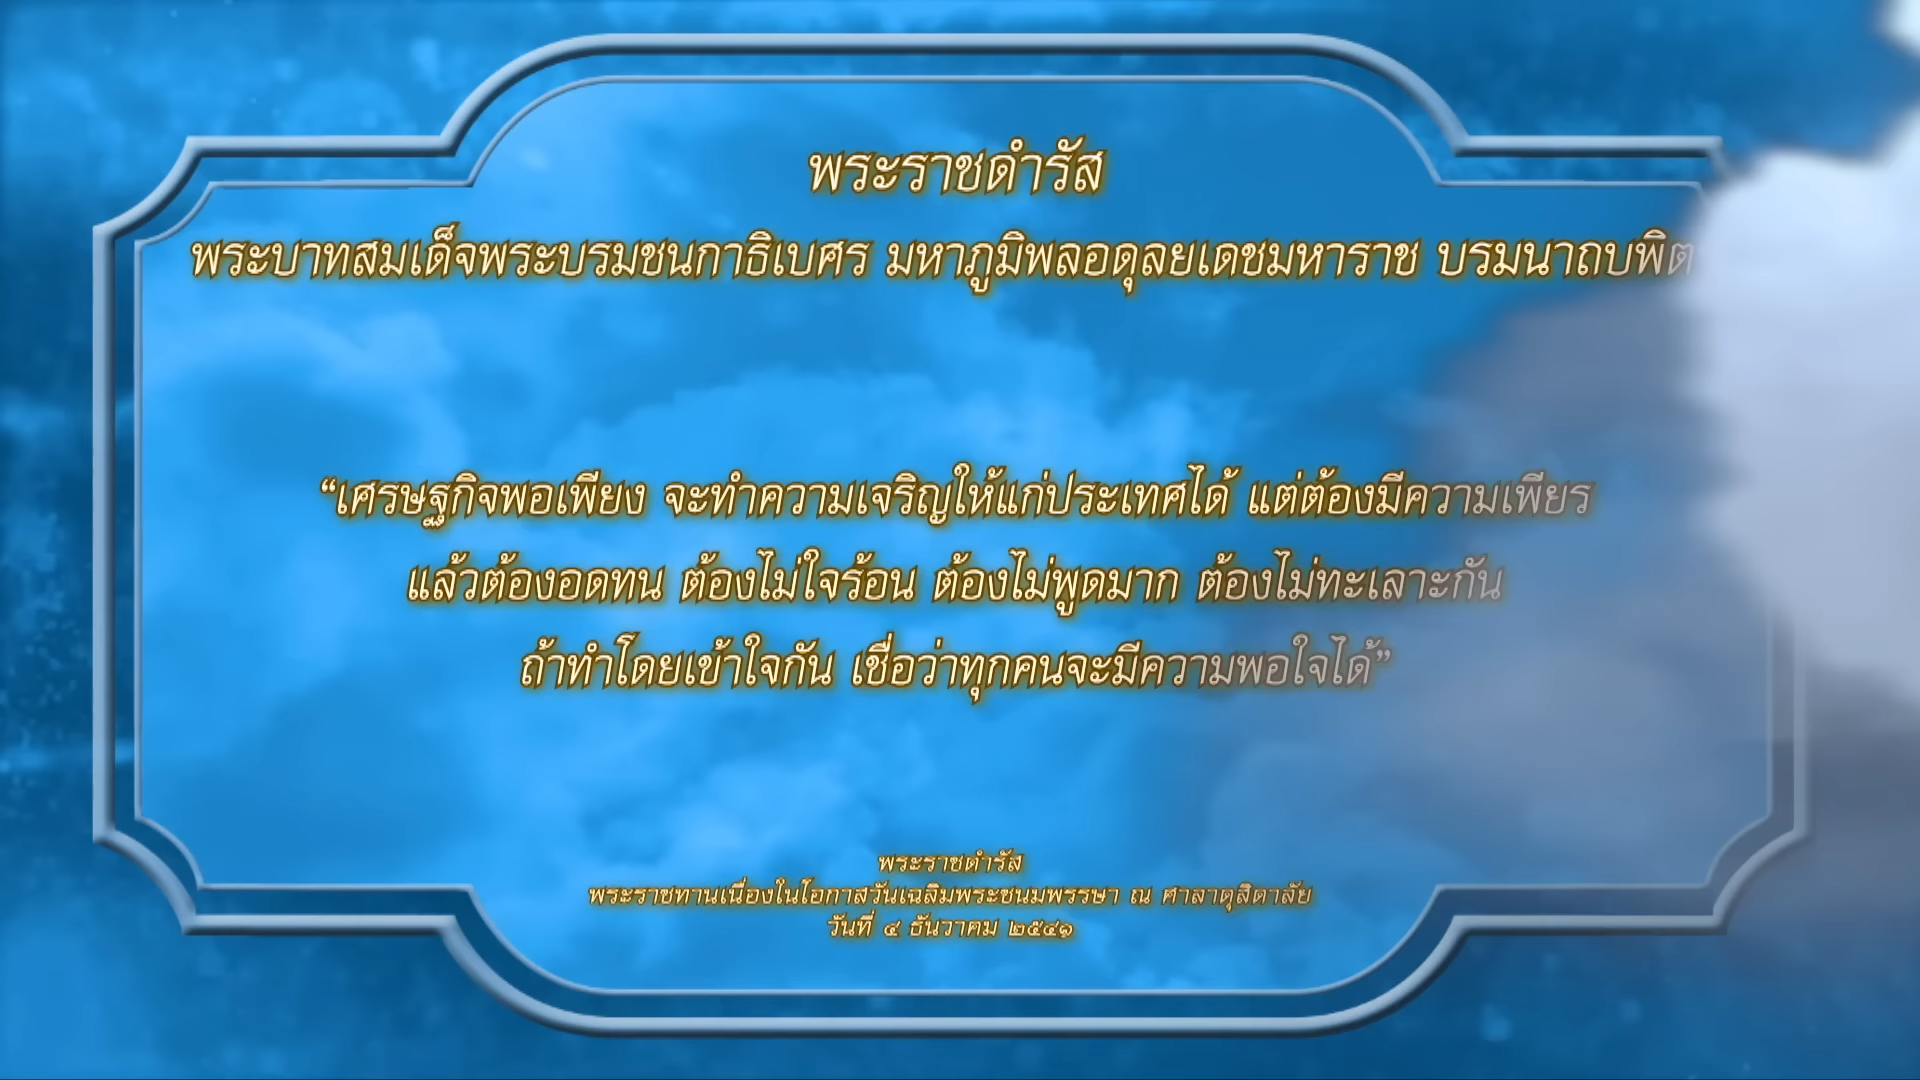 พระราชดำรัส
พระบาทสมเด็จพระบรมชนกาธิเบศร มหาภูมิพลอดุลยเดชมหาราช บรมนาถบพิต
“เศรษฐกิจพอเพียง จะทำความเจริญให้แก่ประเทศได้ แต่ต้องมีความเพียร
แล้วต้องอดทน ต้องไม่ใจร้อน ต้องไม่พูดมาก ต้องไม่ทะเลาะกัน
ถ้าทำโดยเข้าใจกัน เชื่อว่าทุกคนจะมีความพอใจได้”
พระราชดำรัส
พระราชทานเนื่องในโอกาสวันเฉลิมพระชนมพรรษา ณ ศาลาดุสิดาลัย
วันที่ ๔ ธันวาคม ๒๕๔๑